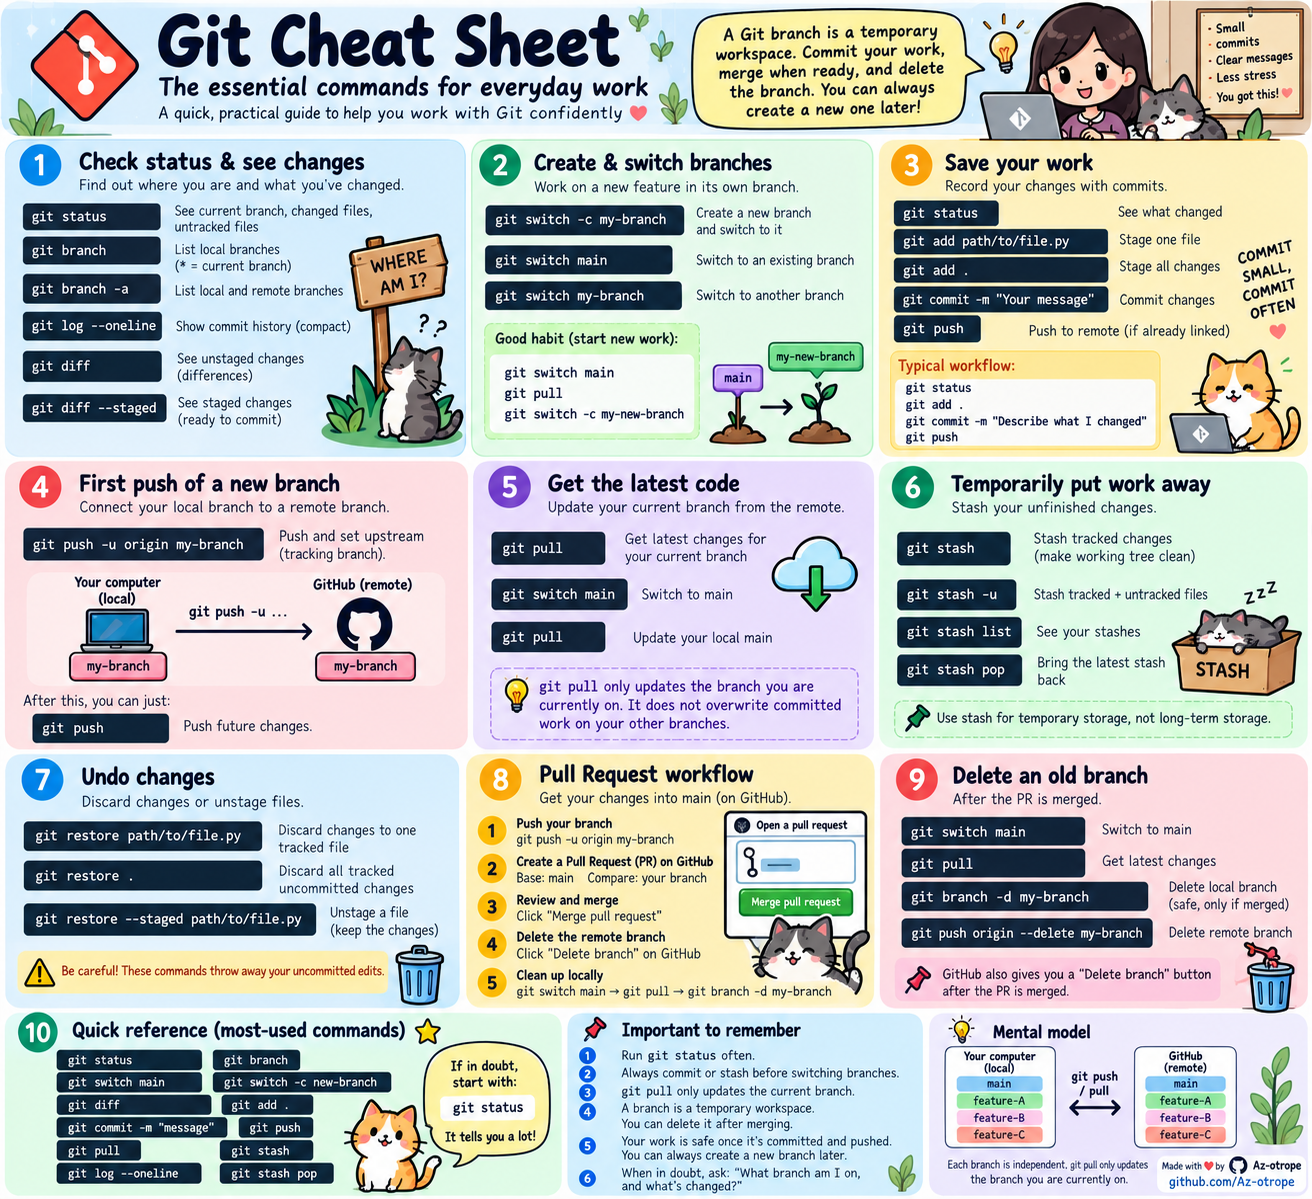 Git Cheat Sheet
The essential commands for everyday work
A quick, practical guide to help you work with Git confidently
A Git branch is a temporary
workspace. Commit your work,
merge when ready, and delete
the branch. You can always
create a new one later!
• Small
commits
• Clear messages
• Less stress
• You got this!
1
Check status & see changes
Find out where you are and what you've changed.
git status
See current branch, changed files,
untracked files
git branch
List local branches
(* = current branch)
git branch -a
List local and remote branches
git log --oneline
Show commit history (compact)
git diff
See unstaged changes
(differences)
git diff --staged
See staged changes
(ready to commit)
WHERE
AM I?
? ?
2
Create & switch branches
Work on a new feature in its own branch.
git switch -c my-branch
Create a new branch
and switch to it
git switch main
Switch to an existing branch
git switch my-branch
Switch to another branch
Good habit (start new work):
git switch main
git pull
git switch -c my-new-branch
main
my-new-branch
3
Save your work
Record your changes with commits.
git status
See what changed
git add path/to/file.py
Stage one file
git add .
Stage all changes
git commit -m "Your message"
Commit changes
git push
Push to remote (if already linked)
COMMIT
SMALL,
COMMIT
OFTEN
Typical workflow:
git status
git add .
git commit -m "Describe what I changed"
git push
4
First push of a new branch
Connect your local branch to a remote branch.
git push -u origin my-branch
Push and set upstream
(tracking branch).
Your computer
(local)
my-branch
git push -u ...
GitHub (remote)
my-branch
After this, you can just:
git push
Push future changes.
5
Get the latest code
Update your current branch from the remote.
git pull
Get latest changes for
your current branch
git switch main
Switch to main
git pull
Update your local main
git pull only updates the branch you are
currently on. It does not overwrite committed
work on your other branches.
6
Temporarily put work away
Stash your unfinished changes.
git stash
Stash tracked changes
(make working tree clean)
git stash -u
Stash tracked + untracked files
git stash list
See your stashes
git stash pop
Bring the latest stash
back
zzZ
STASH
Use stash for temporary storage, not long-term storage.
7
Undo changes
Discard changes or unstage files.
git restore path/to/file.py
Discard changes to one
tracked file
git restore .
Discard all tracked
uncommitted changes
git restore --staged path/to/file.py
Unstage a file
(keep the changes)
Be careful! These commands throw away your uncommitted edits.
8
Pull Request workflow
Get your changes into main (on GitHub).
1
Push your branch
git push -u origin my-branch
2
Create a Pull Request (PR) on GitHub
Base: main Compare: your branch
3
Review and merge
Click "Merge pull request"
4
Delete the remote branch
Click "Delete branch" on GitHub
5
Clean up locally
git switch main → git pull → git branch -d my-branch
Open a pull request
Merge pull request
9
Delete an old branch
After the PR is merged.
git switch main
Switch to main
git pull
Get latest changes
git branch -d my-branch
Delete local branch
(safe, only if merged)
git push origin --delete my-branch
Delete remote branch
GitHub also gives you a "Delete branch" button
after the PR is merged.
10
Quick reference (most-used commands)
git status
git branch
git switch main
git switch -c new-branch
git diff
git add .
git commit -m "message"
git push
git pull
git stash
git log --oneline
git stash pop
If in doubt,
start with:
git status
It tells you a lot!
Important to remember
1 Run git status often.
2 Always commit or stash before switching branches.
3 git pull only updates the current branch.
4 A branch is a temporary workspace.
You can delete it after merging.
5 Your work is safe once it's committed and pushed.
You can always create a new branch later.
6 When in doubt, ask: "What branch am I on,
and what's changed?"
Mental model
Your computer
(local)
main
feature-A
feature-B
feature-C
git push
/ pull
GitHub
(remote)
main
feature-A
feature-B
feature-C
Each branch is independent, git pull only updates
the branch you are currently on.
Made with ❤ by Az-otrope
github.com/Az-otrope